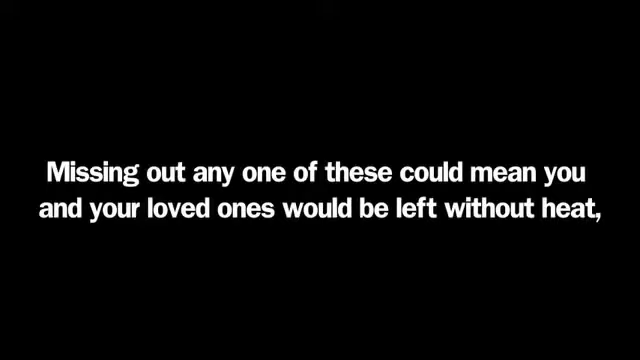 Missing out any one of these could mean you
and your loved ones would be left without heat,